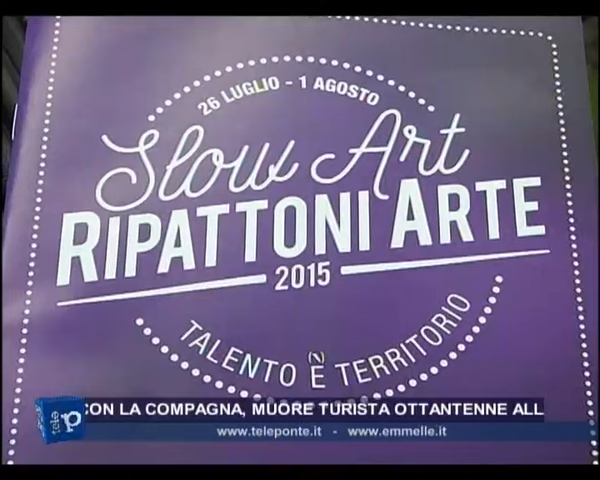 26 LUGLIO - 1 AGOSTO
Slow Art
RIPATTONI ARTE
2015
TALENTO (N) È TERRITORIO
CON LA COMPAGNA, MUORE TURISTA OTTANTENNE ALL
tele p
www.teleponte.it - www.emmelle.it